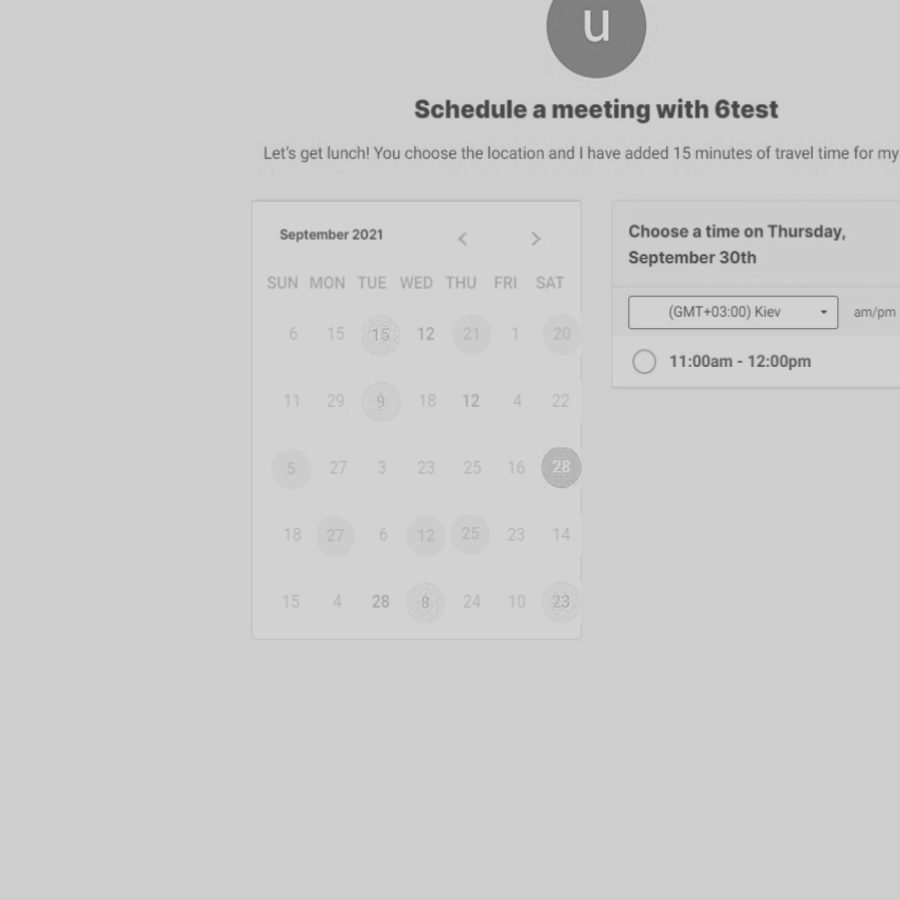 u
Schedule a meeting with 6test
Let's get lunch! You choose the location and I have added 15 minutes of travel time for my
September 2021
SUN MON TUE WED THU FRI SAT
6 15 15 12 21 1 20
11 29 9 18 12 4 22
5 27 3 23 25 16 28
18 27 6 12 25 23 14
15 4 28 8 24 10 23
Choose a time on Thursday,
September 30th
(GMT+03:00) Kiev am/pm
11:00am - 12:00pm